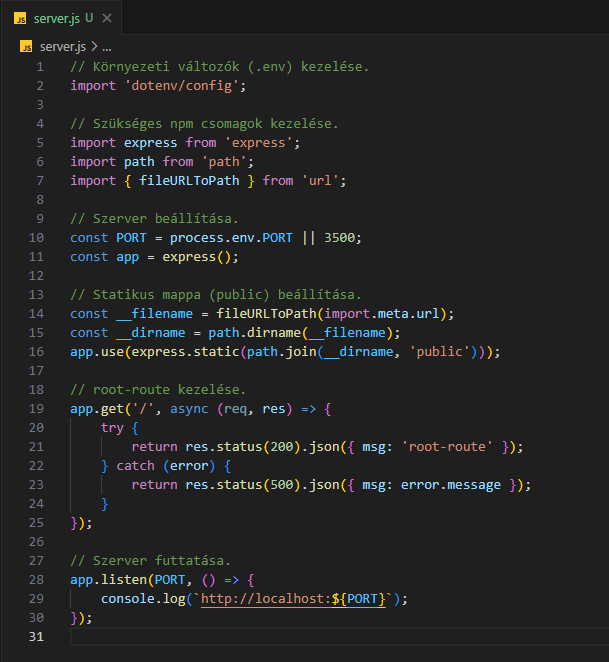 JS server.js U ×
JS server.js > ...
1 // Környezeti változók (.env) kezelése.
2 import 'dotenv/config';
3
4 // Szükséges npm csomagok kezelése.
5 import express from 'express';
6 import path from 'path';
7 import { fileURLToPath } from 'url';
8
9 // Szerver beállítása.
10 const PORT = process.env.PORT || 3500;
11 const app = express();
12
13 // Statikus mappa (public) beállítása.
14 const __filename = fileURLToPath(import.meta.url);
15 const __dirname = path.dirname(__filename);
16 app.use(express.static(path.join(__dirname, 'public')));
17
18 // root-route kezelése.
19 app.get('/', async (req, res) => {
20     try {
21         return res.status(200).json({ msg: 'root-route' });
22     } catch (error) {
23         return res.status(500).json({ msg: error.message });
24     }
25 });
26
27 // Szerver futtatása.
28 app.listen(PORT, () => {
29     console.log(`http://localhost:${PORT}`);
30 });
31